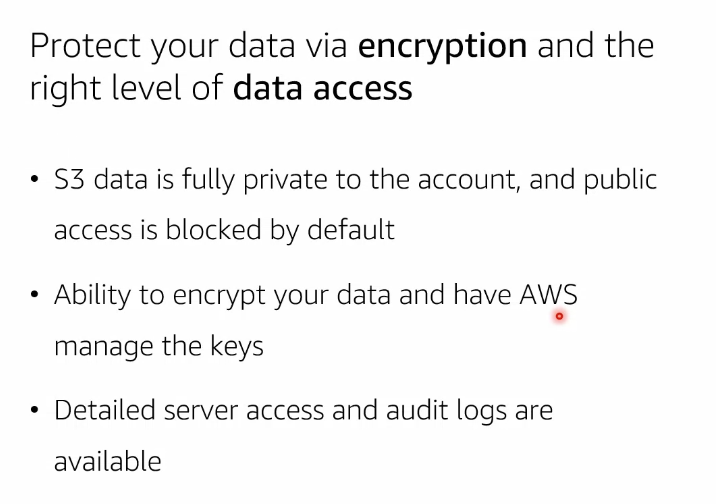 Protect your data via encryption and the
right level of data access
• S3 data is fully private to the account, and public
access is blocked by default
• Ability to encrypt your data and have AWS
manage the keys
• Detailed server access and audit logs are
available